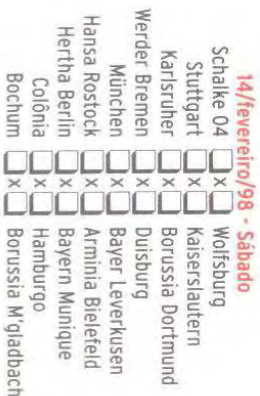 14/fevereiro/98 - Sábado
Schalke 04 x Wolfsburg
Stuttgart x Kaiserslautern
Karlsruher x Borussia Dortmund
Werder Bremen x Duisburg
München x Bayer Leverkusen
Hansa Rostock x Arminia Bielefeld
Hertha Berlin x Bayern Munique
Colônia x Hamburgo
Bochum x Borussia M'gladbach